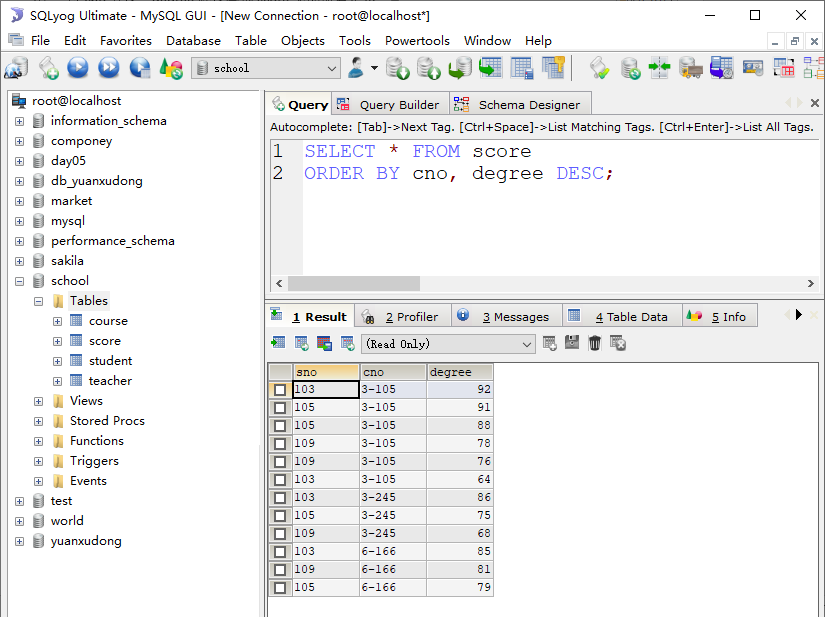 SQLyog Ultimate - MySQL GUI - [New Connection - root@localhost*]
File Edit Favorites Database Table Objects Tools Powertools Window Help
school
root@localhost
information_schema
componey
day05
db_yuanxudong
market
mysql
performance_schema
sakila
school
Tables
course
score
student
teacher
Views
Stored Procs
Functions
Triggers
Events
test
world
yuanxudong
Query Query Builder Schema Designer
Autocomplete: [Tab]->Next Tag. [Ctrl+Space]->List Matching Tags. [Ctrl+Enter]->List All Tags.
1 SELECT * FROM score
2 ORDER BY cno, degree DESC;
1 Result 2 Profiler 3 Messages 4 Table Data 5 Info
(Read Only)
sno cno degree
103 3-105 92
105 3-105 91
105 3-105 88
109 3-105 78
109 3-105 76
103 3-105 64
103 3-245 86
105 3-245 75
109 3-245 68
103 6-166 85
109 6-166 81
105 6-166 79